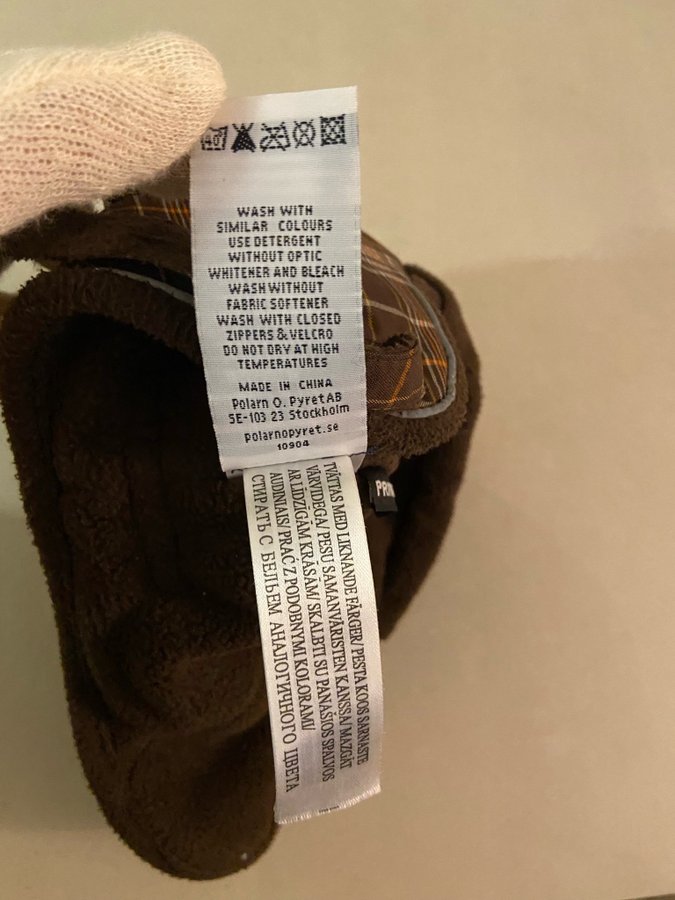 40
WASH WITH
SIMILAR COLOURS
USE DETERGENT
WITHOUT OPTIC
WHITENER AND BLEACH
WASH WITHOUT
FABRIC SOFTENER
WASH WITH CLOSED
ZIPPERS & VELCRO
DO NOT DRY AT HIGH
TEMPERATURES
MADE IN CHINA
Polarn O. Pyret AB
SE-103 23 Stockholm
polarnopyret.se
10904
TVÄTTAS MED LIKNANDE FÄRGER/ PESTA KOOS SARNASTE
VÄRVIDEGA/ PESU SAMANVÄRISTEN KANSSA/ MAZGĀT
AR LĪDZĪGĀM KRĀSĀM/ SKALBTI SU PANAŠIOS SPALVOS
AUDINIAIS/ PRAĆ Z PODOBNYMI KOLORAMI/
СТИРАТЬ С БЕЛЬЕМ АНАЛОГИЧНОГО ЦВЕТА